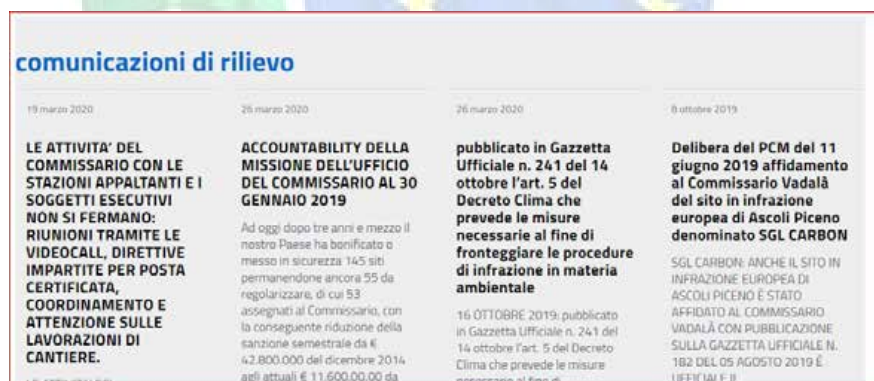 comunicazioni di rilievo
19 marzo 2020
LE ATTIVITA' DEL
COMMISSARIO CON LE
STAZIONI APPALTANTI E I
SOGGETTI ESECUTIVI
NON SI FERMANO:
RIUNIONI TRAMITE LE
VIDEOCALL, DIRETTIVE
IMPARTITE PER POSTA
CERTIFICATA,
COORDINAMENTO E
ATTENZIONE SULLE
LAVORAZIONI DI
CANTIERE.
26 marzo 2020
ACCOUNTABILITY DELLA
MISSIONE DELL'UFFICIO
DEL COMMISSARIO AL 30
GENNAIO 2019
Ad oggi dopo tre anni e mezzo il
nostro Paese ha bonificato o
messo in sicurezza 145 siti
permanendone ancora 55 da
regolarizzare, di cui 53
assegnati al Commissario, con
la conseguente riduzione della
sanzione semestrale da €
42.800.000 del dicembre 2014
agli attuali € 11.600.00.00 da
26 marzo 2020
pubblicato in Gazzetta
Ufficiale n. 241 del 14
ottobre l'art. 5 del
Decreto Clima che
prevede le misure
necessarie al fine di
fronteggiare le procedure
di infrazione in materia
ambientale
16 OTTOBRE 2019: pubblicato
in Gazzetta Ufficiale n. 241 del
14 ottobre l'art. 5 del Decreto
Clima che prevede le misure
necessarie al fine di
8 ottobre 2019
Delibera del PCM del 11
giugno 2019 affidamento
al Commissario Vadalà
del sito in infrazione
europea di Ascoli Piceno
denominato SGL CARBON
SGL CARBON: ANCHE IL SITO IN
INFRAZIONE EUROPEA DI
ASCOLI PICENO È STATO
AFFIDATO AL COMMISSARIO
VADALÀ CON PUBBLICAZIONE
SULLA GAZZETTA UFFICIALE N.
182 DEL 05 AGOSTO 2019 È
UFFICIALE IL